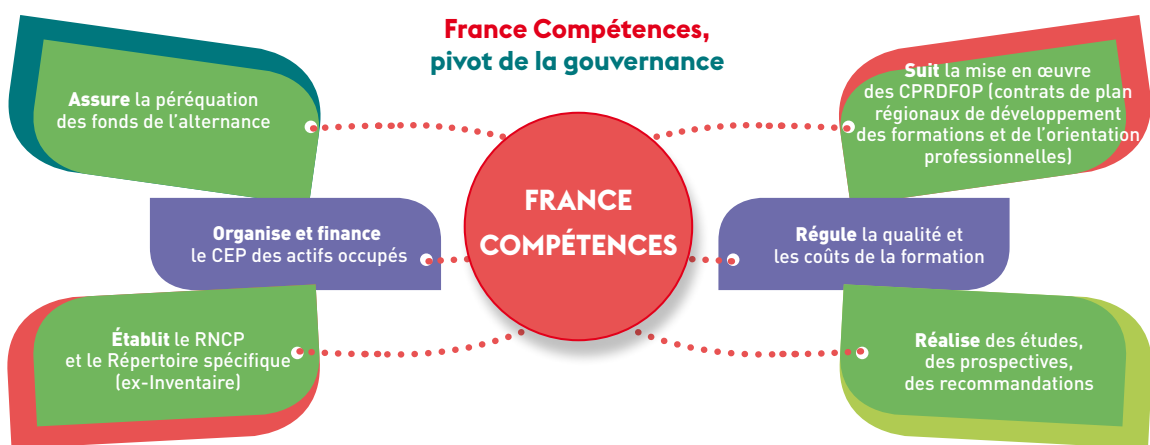 France Compétences,
pivot de la gouvernance
Assure la péréquation
des fonds de l'alternance
Organise et finance
le CEP des actifs occupés
Établit le RNCP
et le Répertoire spécifique
(ex-Inventaire)
FRANCE
COMPÉTENCES
Suit la mise en œuvre
des CPRDFOP (contrats de plan
régionaux de développement
des formations et de l'orientation
professionnelles)
Régule la qualité et
les coûts de la formation
Réalise des études,
des prospectives,
des recommandations